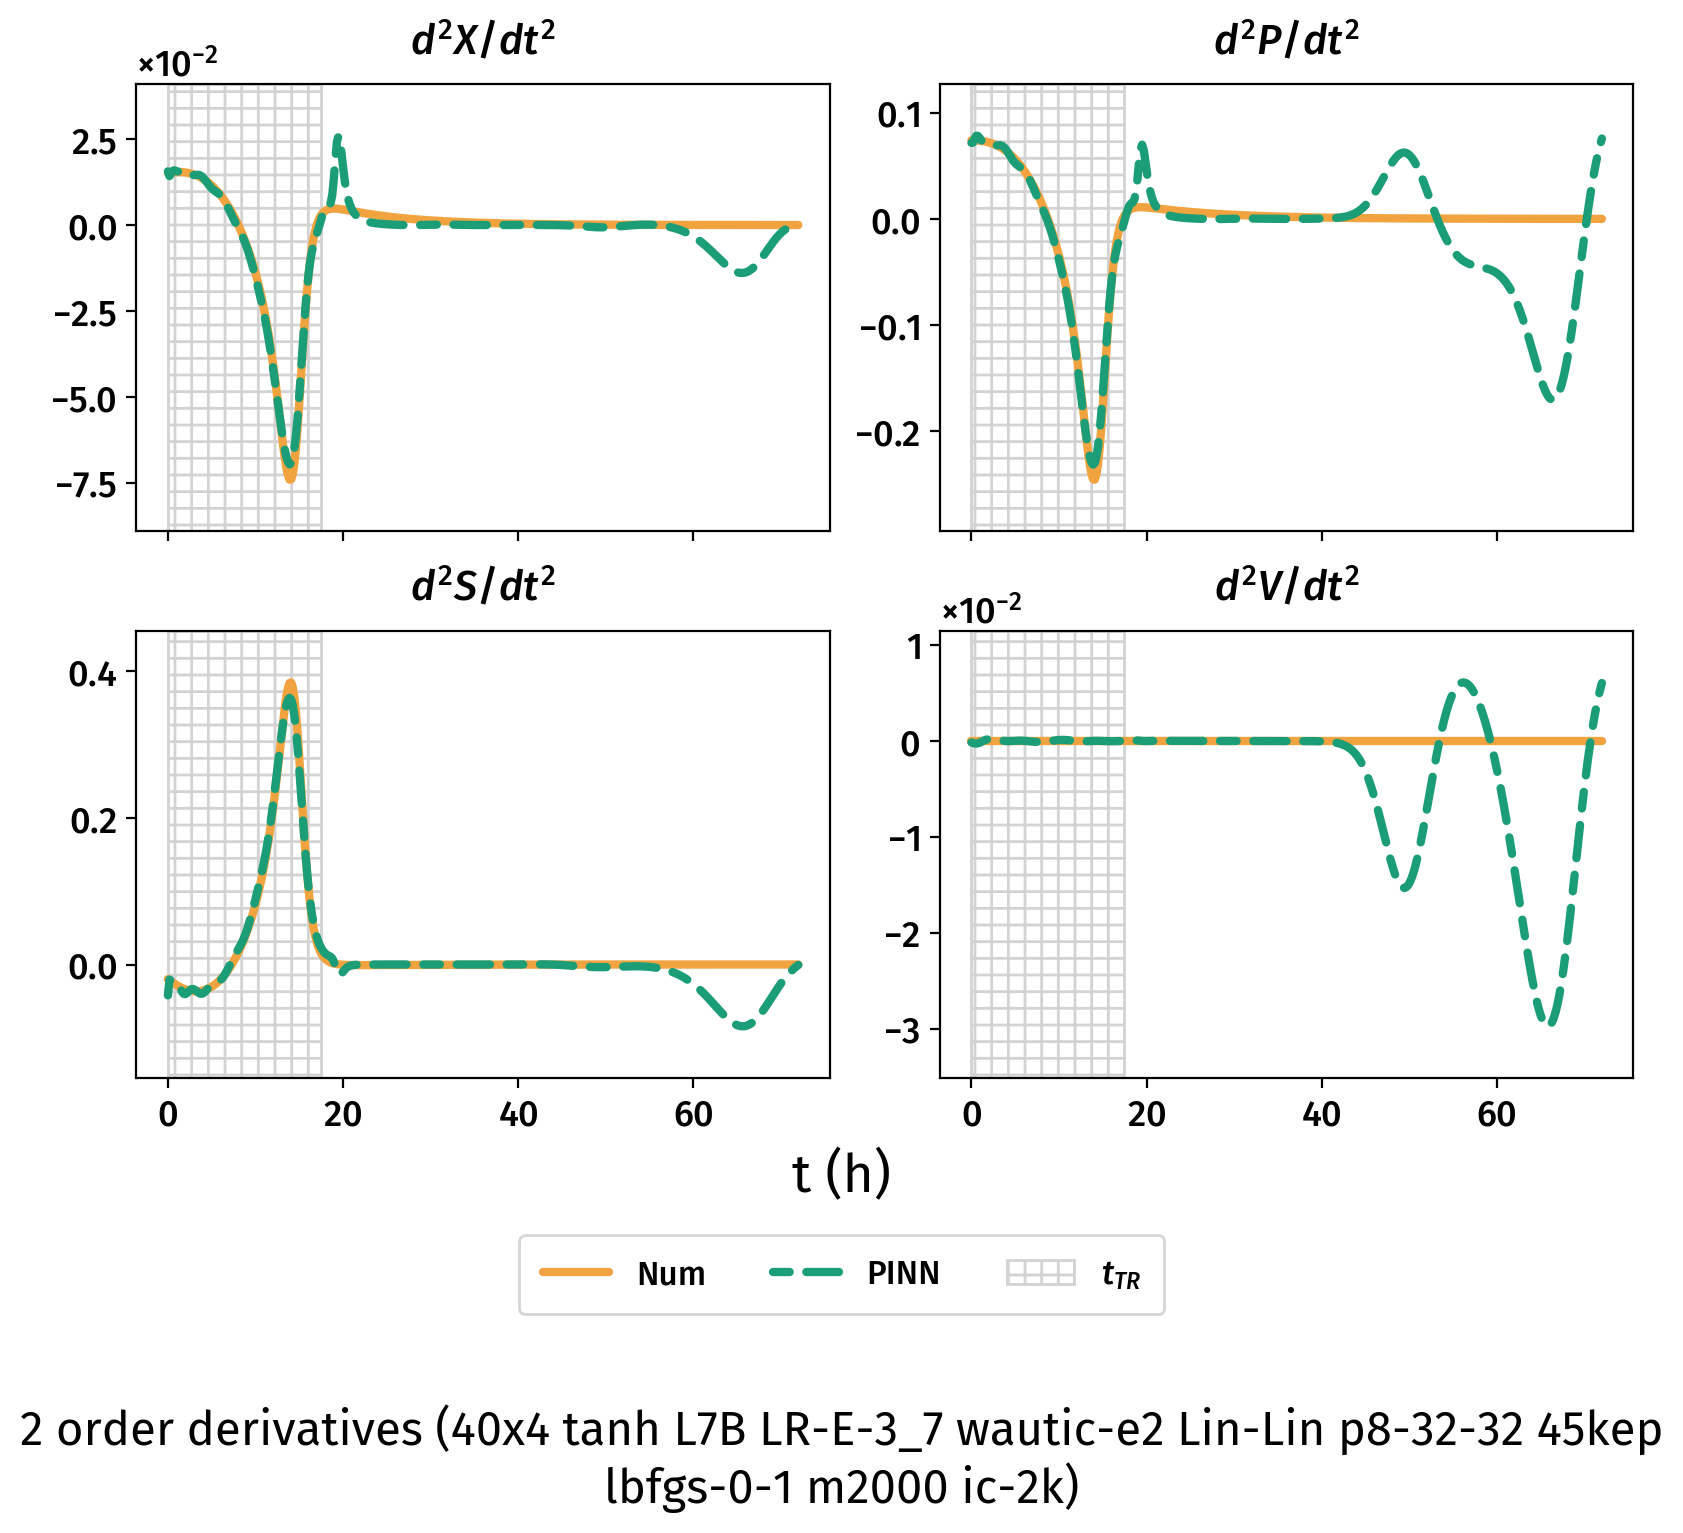 d²X/dt²
d²P/dt²
×10⁻²
2.5
0.0
−2.5
−5.0
−7.5
0.1
0.0
−0.1
−0.2
d²S/dt²
d²V/dt²
×10⁻²
0.4
0.2
0.0
1
0
−1
−2
−3
0 20 40 60
0 20 40 60
t (h)
Num PINN t_TR
2 order derivatives (40x4 tanh L7B LR-E-3_7 wautic-e2 Lin-Lin p8-32-32 45kep
lbfgs-0-1 m2000 ic-2k)